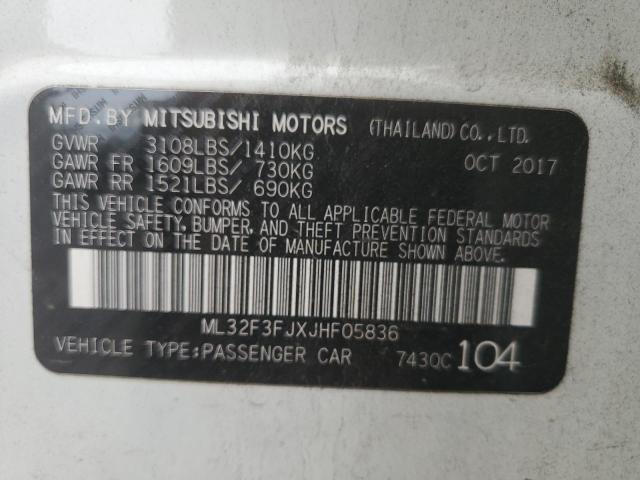 MFD.BY MITSUBISHI MOTORS (THAILAND)CO.,LTD.
GVWR 3108LBS/1410KG OCT 2017
GAWR FR 1609LBS/ 730KG
GAWR RR 1521LBS/ 690KG
THIS VEHICLE CONFORMS TO ALL APPLICABLE FEDERAL MOTOR
VEHICLE SAFETY, BUMPER, AND THEFT PREVENTION STANDARDS
IN EFFECT ON THE DATE OF MANUFACTURE SHOWN ABOVE.
ML32F3FJXJHF05836
VEHICLE TYPE:PASSENGER CAR 743QC 104